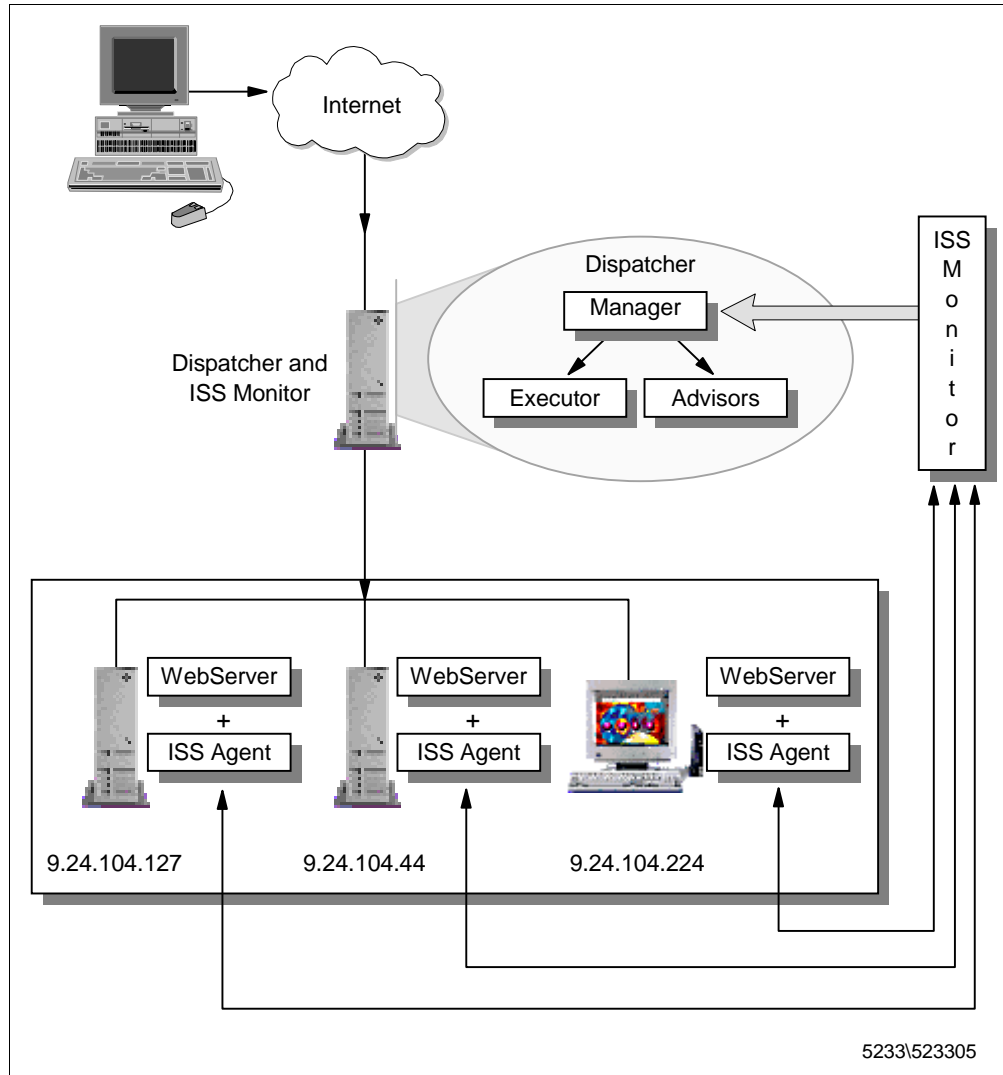 Internet
Dispatcher and
ISS Monitor
Dispatcher
Manager
Executor
Advisors
ISS
M
o
n
i
t
o
r
WebServer
+
ISS Agent
9.24.104.127
WebServer
+
ISS Agent
9.24.104.44
WebServer
+
ISS Agent
9.24.104.224
5233\523305